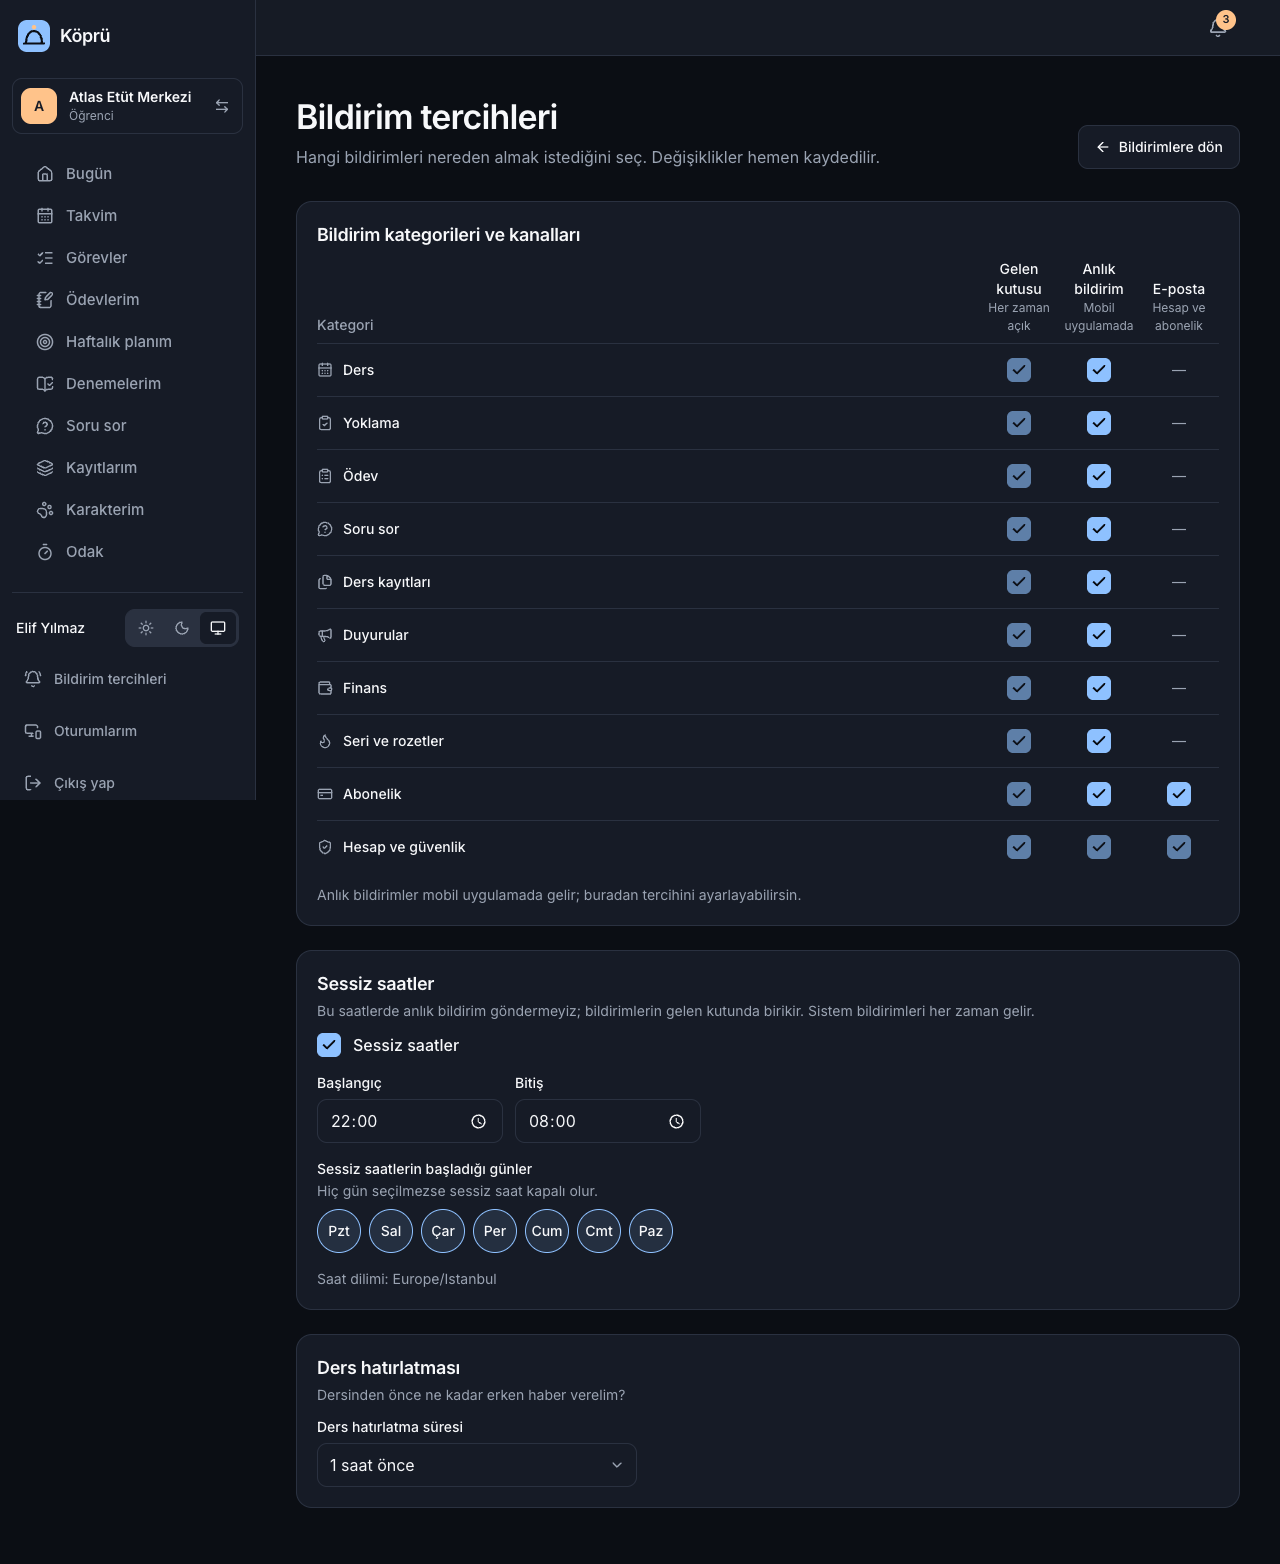 Köprü
3
A
Atlas Etüt Merkezi
Öğrenci
Bugün
Takvim
Görevler
Ödevlerim
Haftalık planım
Denemelerim
Soru sor
Kayıtlarım
Karakterim
Odak
Elif Yılmaz
Bildirim tercihleri
Oturumlarım
Çıkış yap
Bildirim tercihleri
Hangi bildirimleri nereden almak istediğini seç. Değişiklikler hemen kaydedilir.
Bildirimlere dön
Bildirim kategorileri ve kanalları
Kategori
Gelen
kutusu
Her zaman
açık
Anlık
bildirim
Mobil
uygulamada
E-posta
Hesap ve
abonelik
Ders
—
Yoklama
—
Ödev
—
Soru sor
—
Ders kayıtları
—
Duyurular
—
Finans
—
Seri ve rozetler
—
Abonelik
Hesap ve güvenlik
Anlık bildirimler mobil uygulamada gelir; buradan tercihini ayarlayabilirsin.
Sessiz saatler
Bu saatlerde anlık bildirim göndermeyiz; bildirimlerin gelen kutunda birikir. Sistem bildirimleri her zaman gelir.
Sessiz saatler
Başlangıç
Bitiş
22:00
08:00
Sessiz saatlerin başladığı günler
Hiç gün seçilmezse sessiz saat kapalı olur.
Pzt Sal Çar Per Cum Cmt Paz
Saat dilimi: Europe/Istanbul
Ders hatırlatması
Dersinden önce ne kadar erken haber verelim?
Ders hatırlatma süresi
1 saat önce